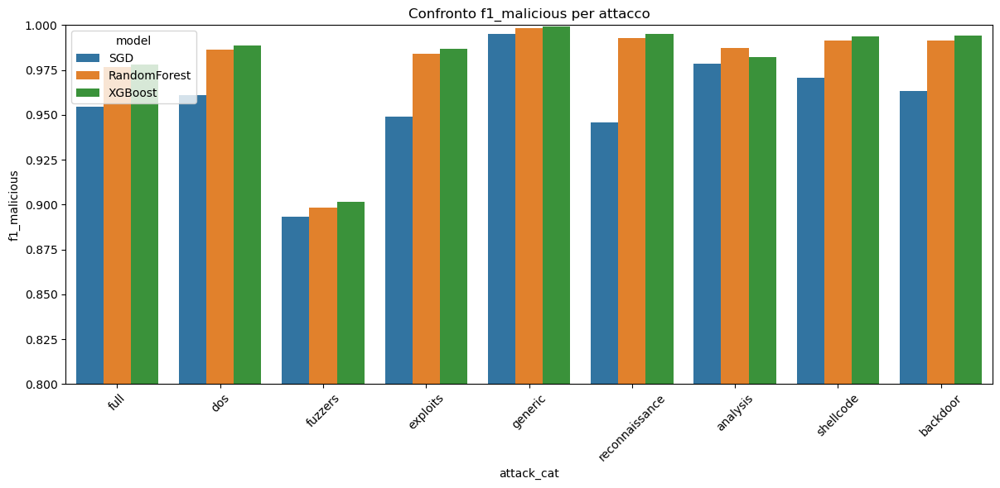 Confronto f1_malicious per attacco
model
SGD
RandomForest
XGBoost
f1_malicious
1.000
0.975
0.950
0.925
0.900
0.875
0.850
0.825
0.800
full
dos
fuzzers
exploits
generic
reconnaissance
analysis
shellcode
backdoor
attack_cat